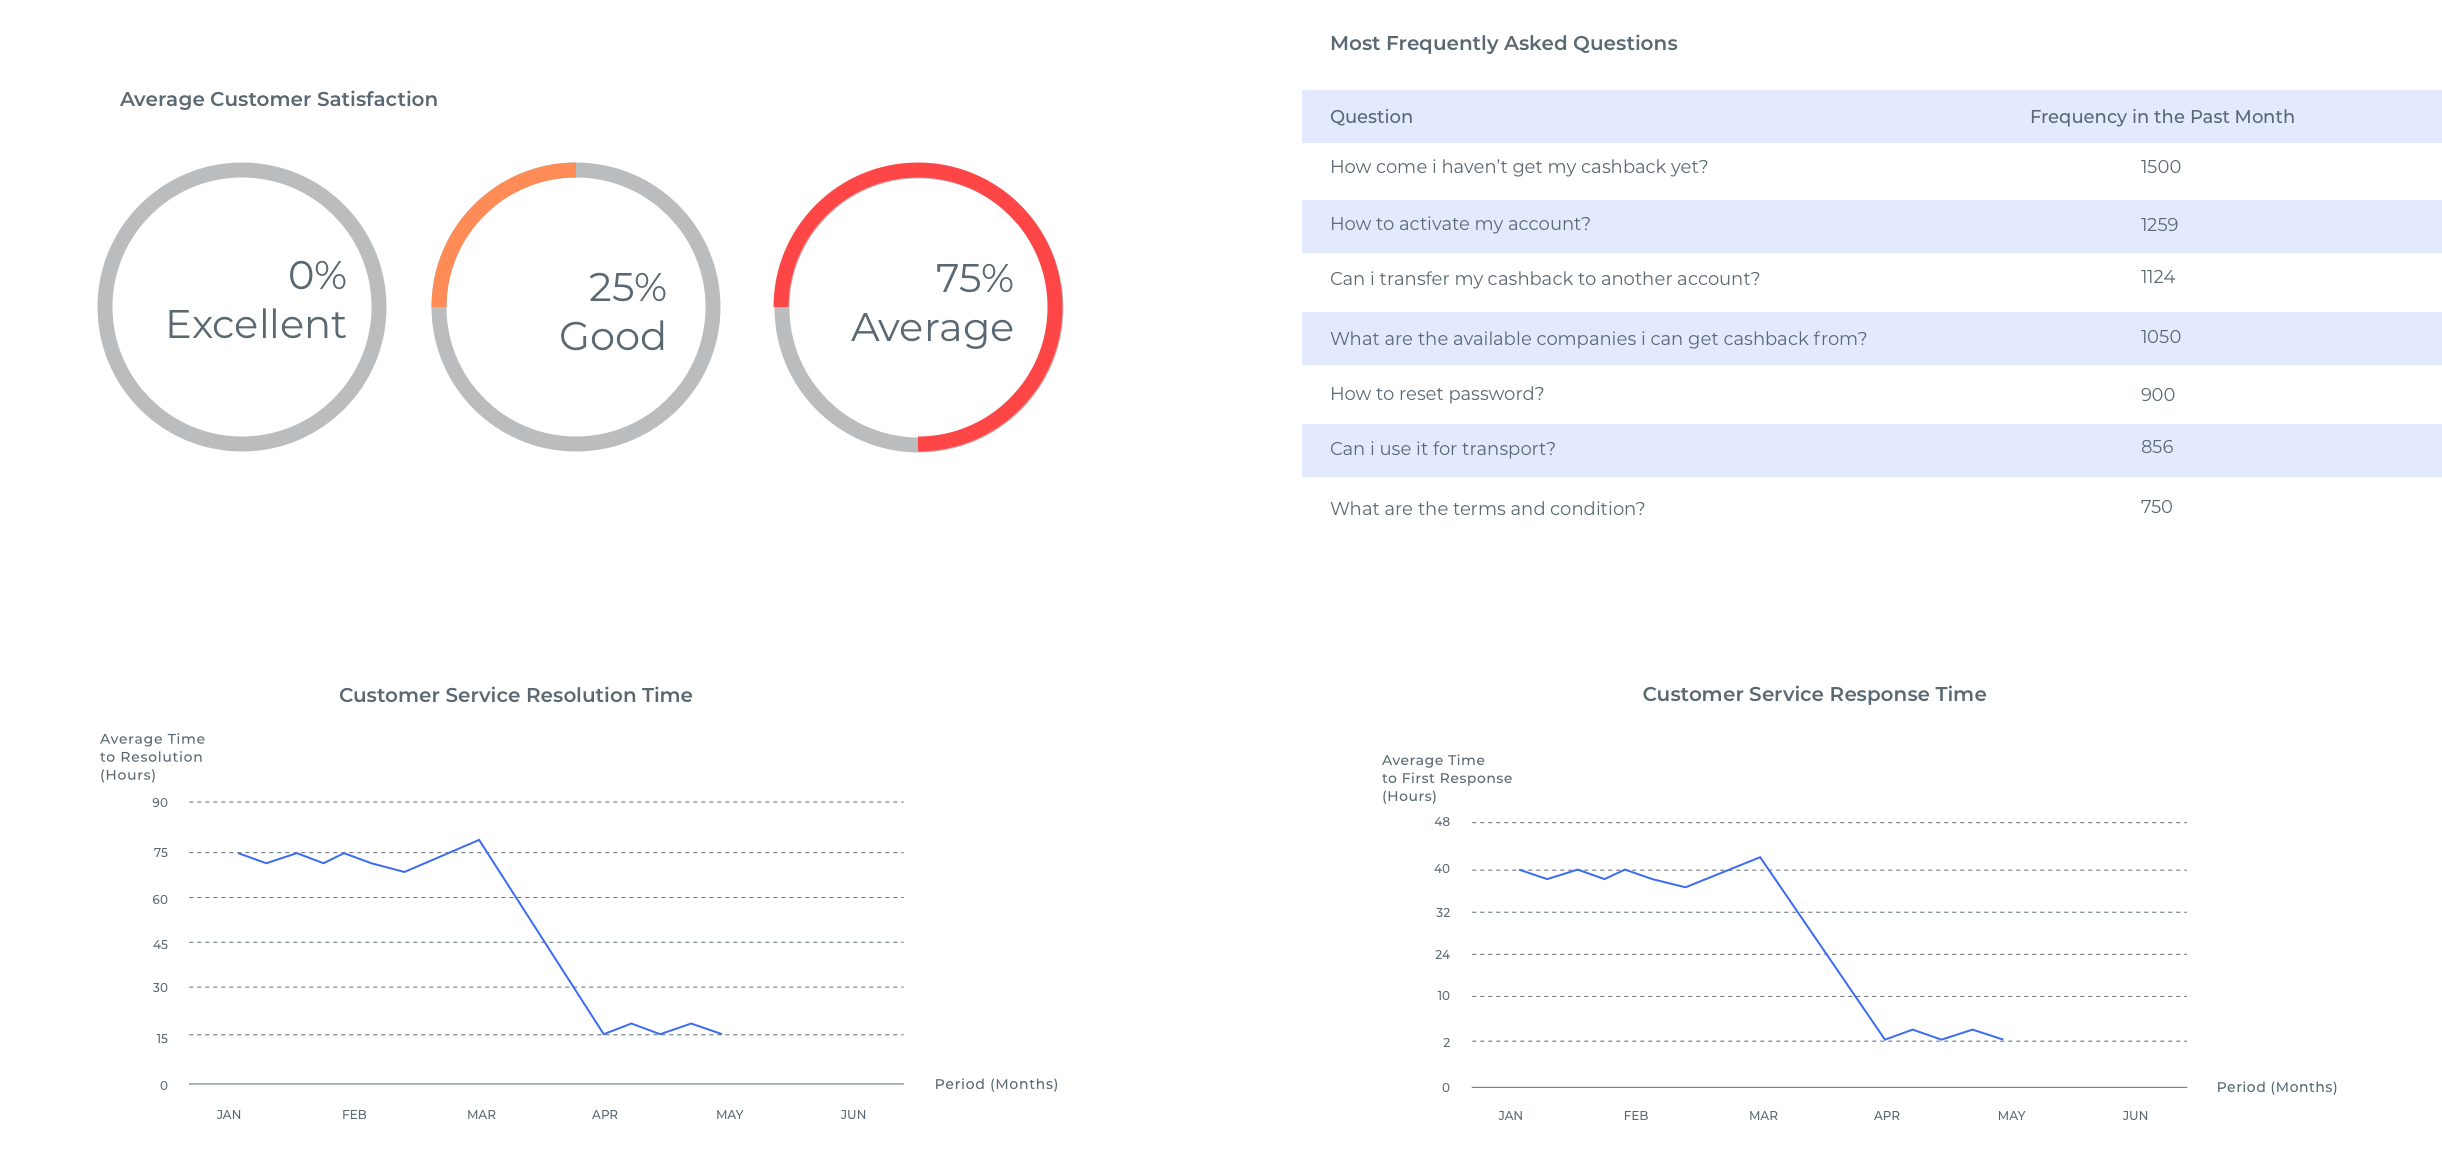 Average Customer Satisfaction
0%
Excellent
25%
Good
75%
Average
Most Frequently Asked Questions
Question Frequency in the Past Month
How come i haven’t get my cashback yet? 1500
How to activate my account? 1259
Can i transfer my cashback to another account? 1124
What are the available companies i can get cashback from? 1050
How to reset password? 900
Can i use it for transport? 856
What are the terms and condition? 750
Customer Service Resolution Time
Average Time
to Resolution
(Hours)
90
75
60
45
30
15
0
Period (Months)
JAN FEB MAR APR MAY JUN
Customer Service Response Time
Average Time
to First Response
(Hours)
48
40
32
24
10
2
0
Period (Months)
JAN FEB MAR APR MAY JUN